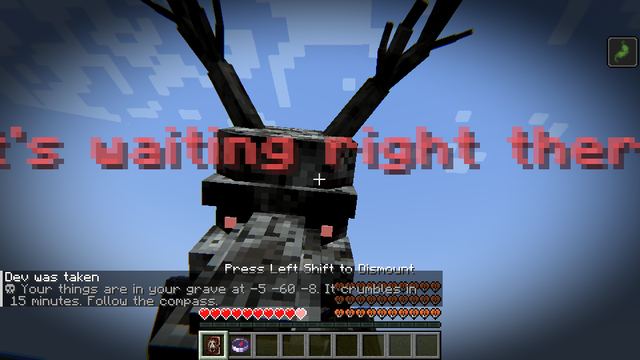 's waiting right ther
Press Left Shift to Dismount
Dev was taken
☠ Your things are in your grave at -5 -60 -8. It crumbles in
15 minutes. Follow the compass.